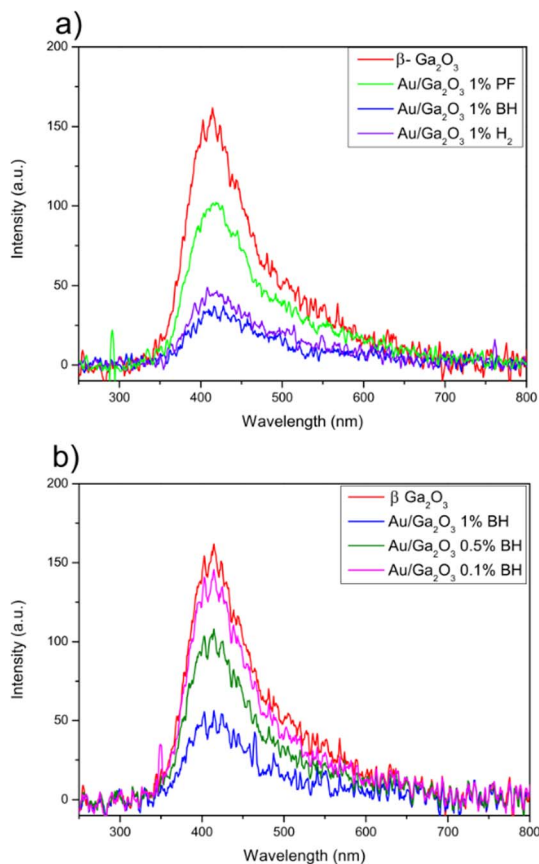 a)
200
150
100
50
0
Intensity (a.u.)
β- Ga₂O₃
Au/Ga₂O₃ 1% PF
Au/Ga₂O₃ 1% BH
Au/Ga₂O₃ 1% H₂
300 400 500 600 700 800
Wavelength (nm)
b)
200
150
100
50
0
Intensity (a.u.)
β Ga₂O₃
Au/Ga₂O₃ 1% BH
Au/Ga₂O₃ 0.5% BH
Au/Ga₂O₃ 0.1% BH
300 400 500 600 700 800
Wavelength (nm)